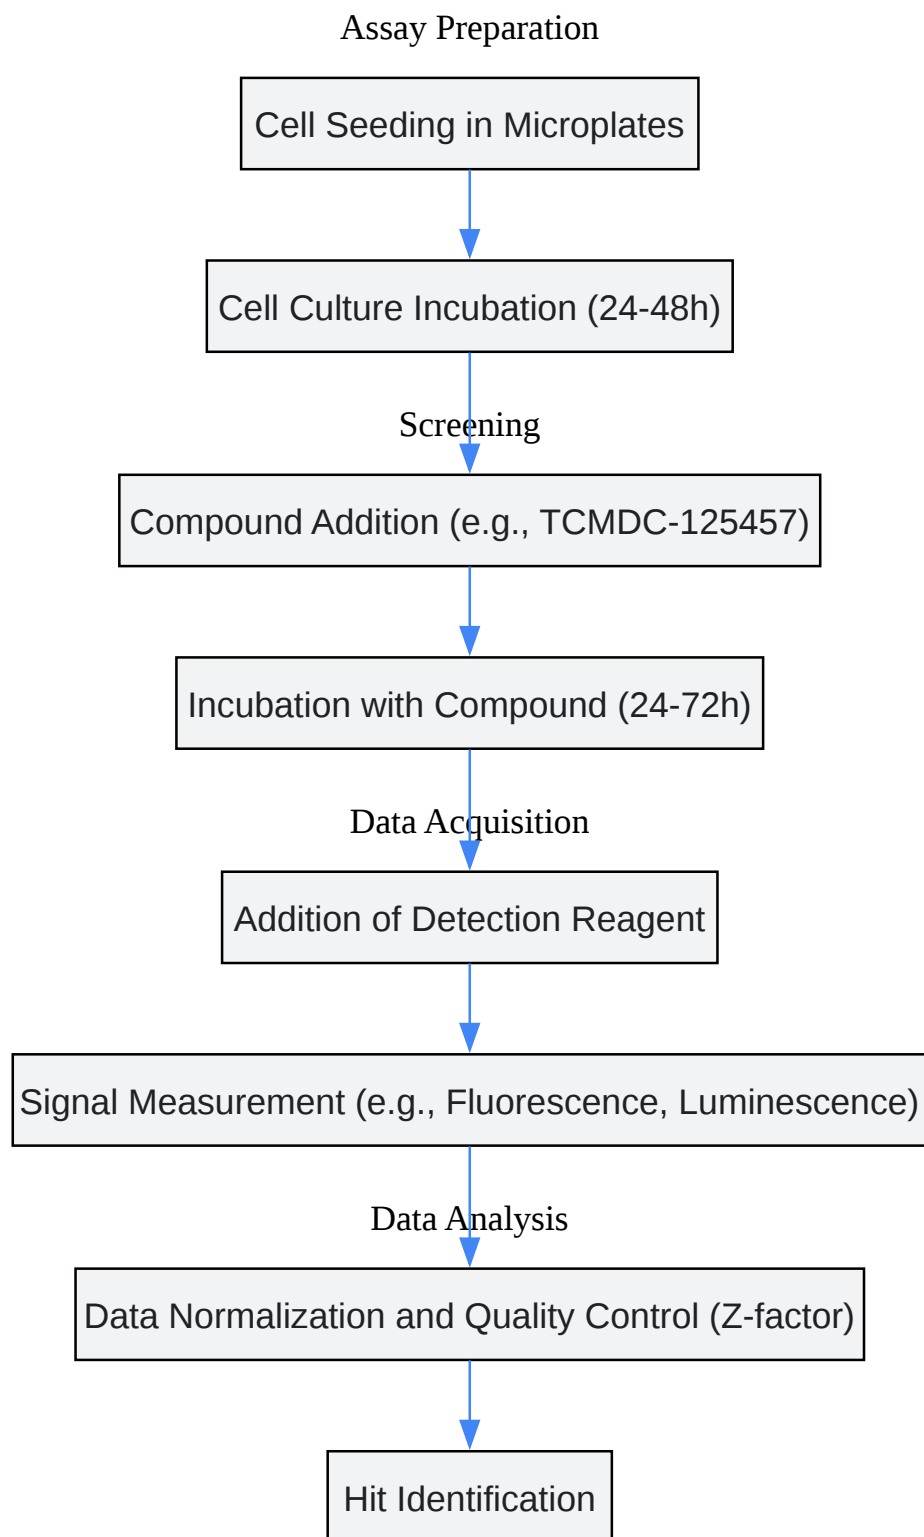 Assay Preparation
Cell Seeding in Microplates
Cell Culture Incubation (24-48h)
Screening
Compound Addition (e.g., TCMDC-125457)
Incubation with Compound (24-72h)
Data Acquisition
Addition of Detection Reagent
Signal Measurement (e.g., Fluorescence, Luminescence)
Data Analysis
Data Normalization and Quality Control (Z-factor)
Hit Identification